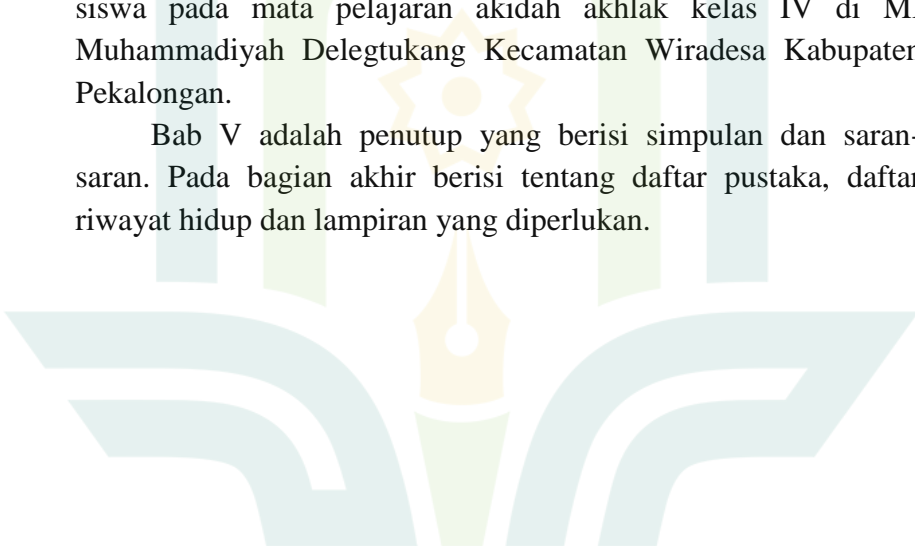 siswa pada mata pelajaran akidah akhlak kelas IV di MI
Muhammadiyah Delegtukang Kecamatan Wiradesa Kabupaten
Pekalongan.
Bab V adalah penutup yang berisi simpulan dan saran-
saran. Pada bagian akhir berisi tentang daftar pustaka, daftar
riwayat hidup dan lampiran yang diperlukan.